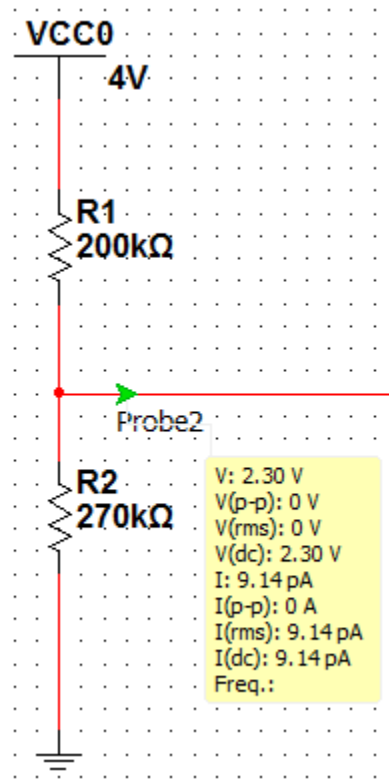 VCC0
4V
R1
200kΩ
Probe2
R2
270kΩ
V: 2.30 V
V(p-p): 0 V
V(rms): 0 V
V(dc): 2.30 V
I: 9.14 pA
I(p-p): 0 A
I(rms): 9.14 pA
I(dc): 9.14 pA
Freq.: